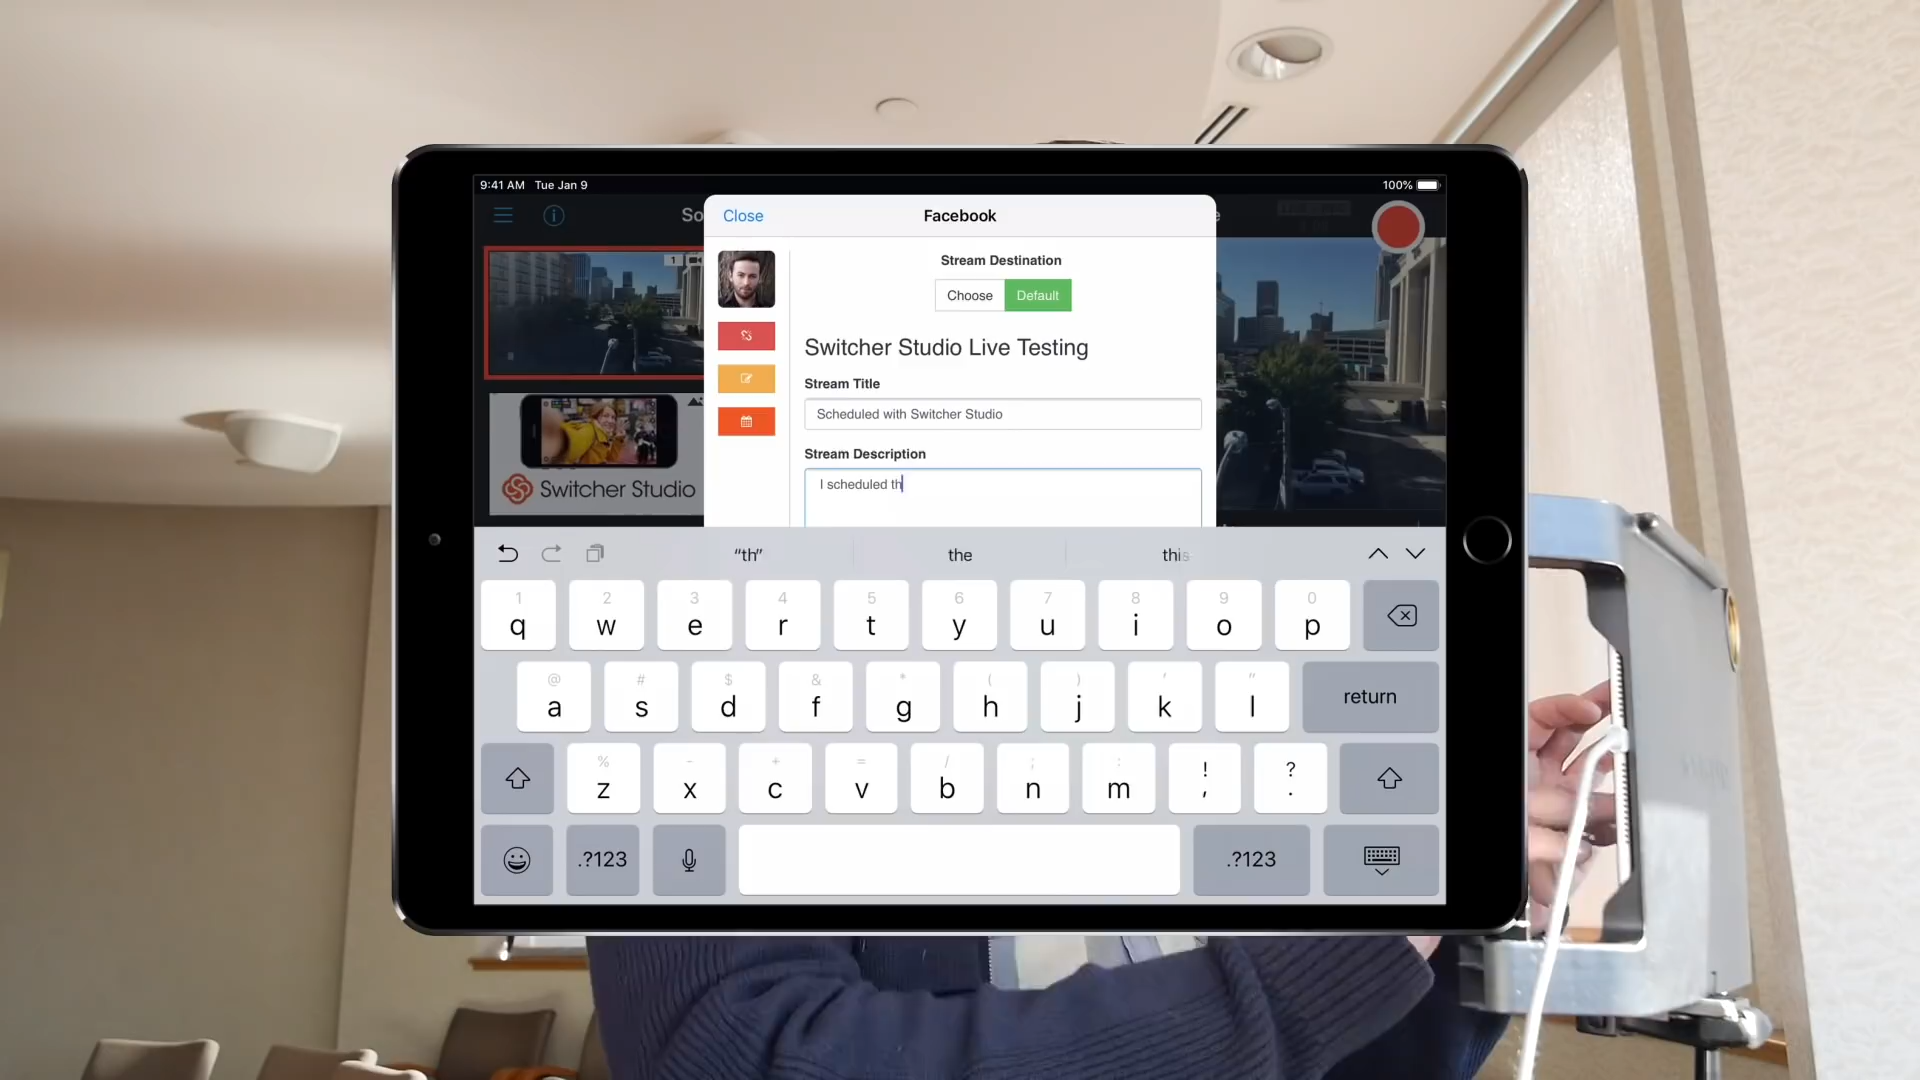 9:41 AM Tue Jan 9
100%
So
Close
Facebook
e
Stream Destination
1
Choose
Default
Switcher Studio Live Testing
Stream Title
Scheduled with Switcher Studio
Stream Description
Switcher Studio
I scheduled th
“th”
the
this
1 2 3 4 5 6 7 8 9 0
q w e r t y u i o p
@ # $ & * ( ) ' "
a s d f g h j k l
return
% - + = / ; : ! ?
z x c v b n m , .
.?123
.?123